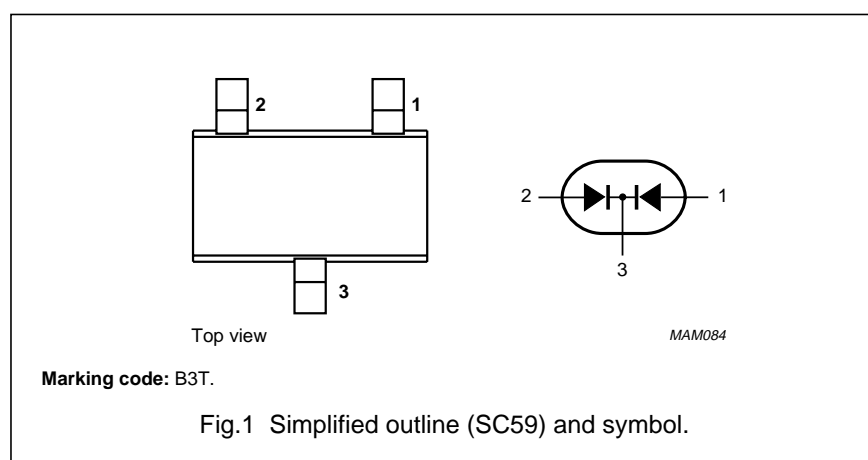 2
1
3
Top view
2
1
3
MAM084
Marking code: B3T.
Fig.1 Simplified outline (SC59) and symbol.